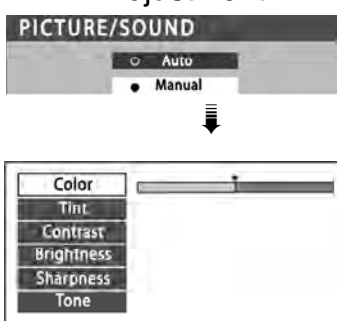 PICTURE/SOUND
Auto
Manual
Color
Tint
Contrast
Brightness
Sharpness
Tone